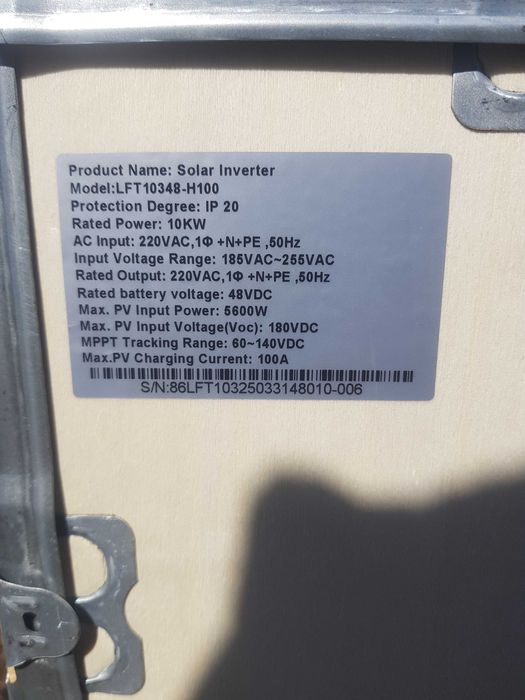 Product Name: Solar Inverter
Model:LFT10348-H100
Protection Degree: IP 20
Rated Power: 10KW
AC Input: 220VAC,1Φ +N+PE ,50Hz
Input Voltage Range: 185VAC~255VAC
Rated Output: 220VAC,1Φ +N+PE ,50Hz
Rated battery voltage: 48VDC
Max. PV Input Power: 5600W
Max. PV Input Voltage(Voc): 180VDC
MPPT Tracking Range: 60~140VDC
Max.PV Charging Current: 100A
S/N:86LFT10325033148010-006